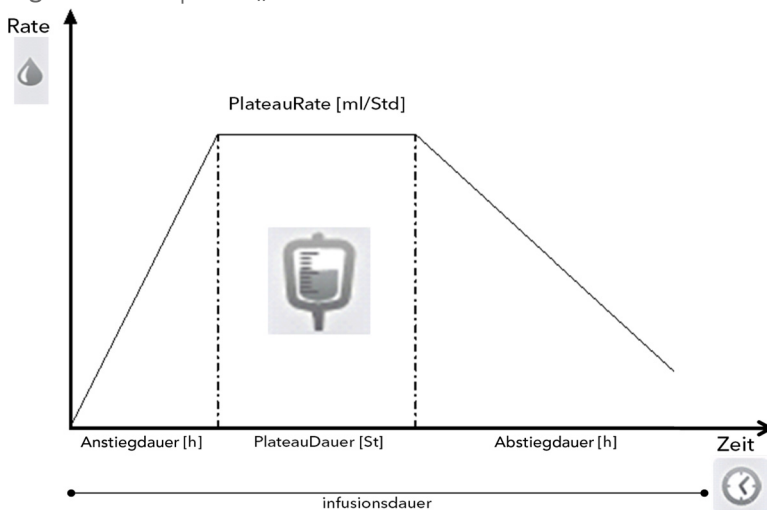 Rate
PlateauRate [ml/Std]
Anstiegdauer [h]
PlateauDauer [St]
Abstiegdauer [h]
Zeit
infusionsdauer